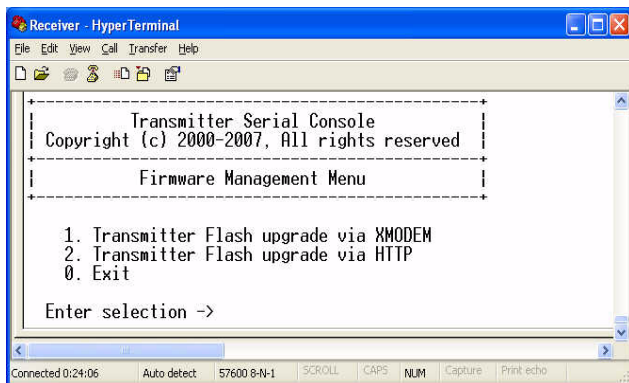 Receiver - HyperTerminal
File Edit View Call Transfer Help
Transmitter Serial Console
Copyright (c) 2000-2007, All rights reserved
Firmware Management Menu
1. Transmitter Flash upgrade via XMODEM
2. Transmitter Flash upgrade via HTTP
0. Exit
Enter selection ->
Connected 0:24:06 Auto detect 57600 8-N-1 SCROLL CAPS NUM Capture Print echo